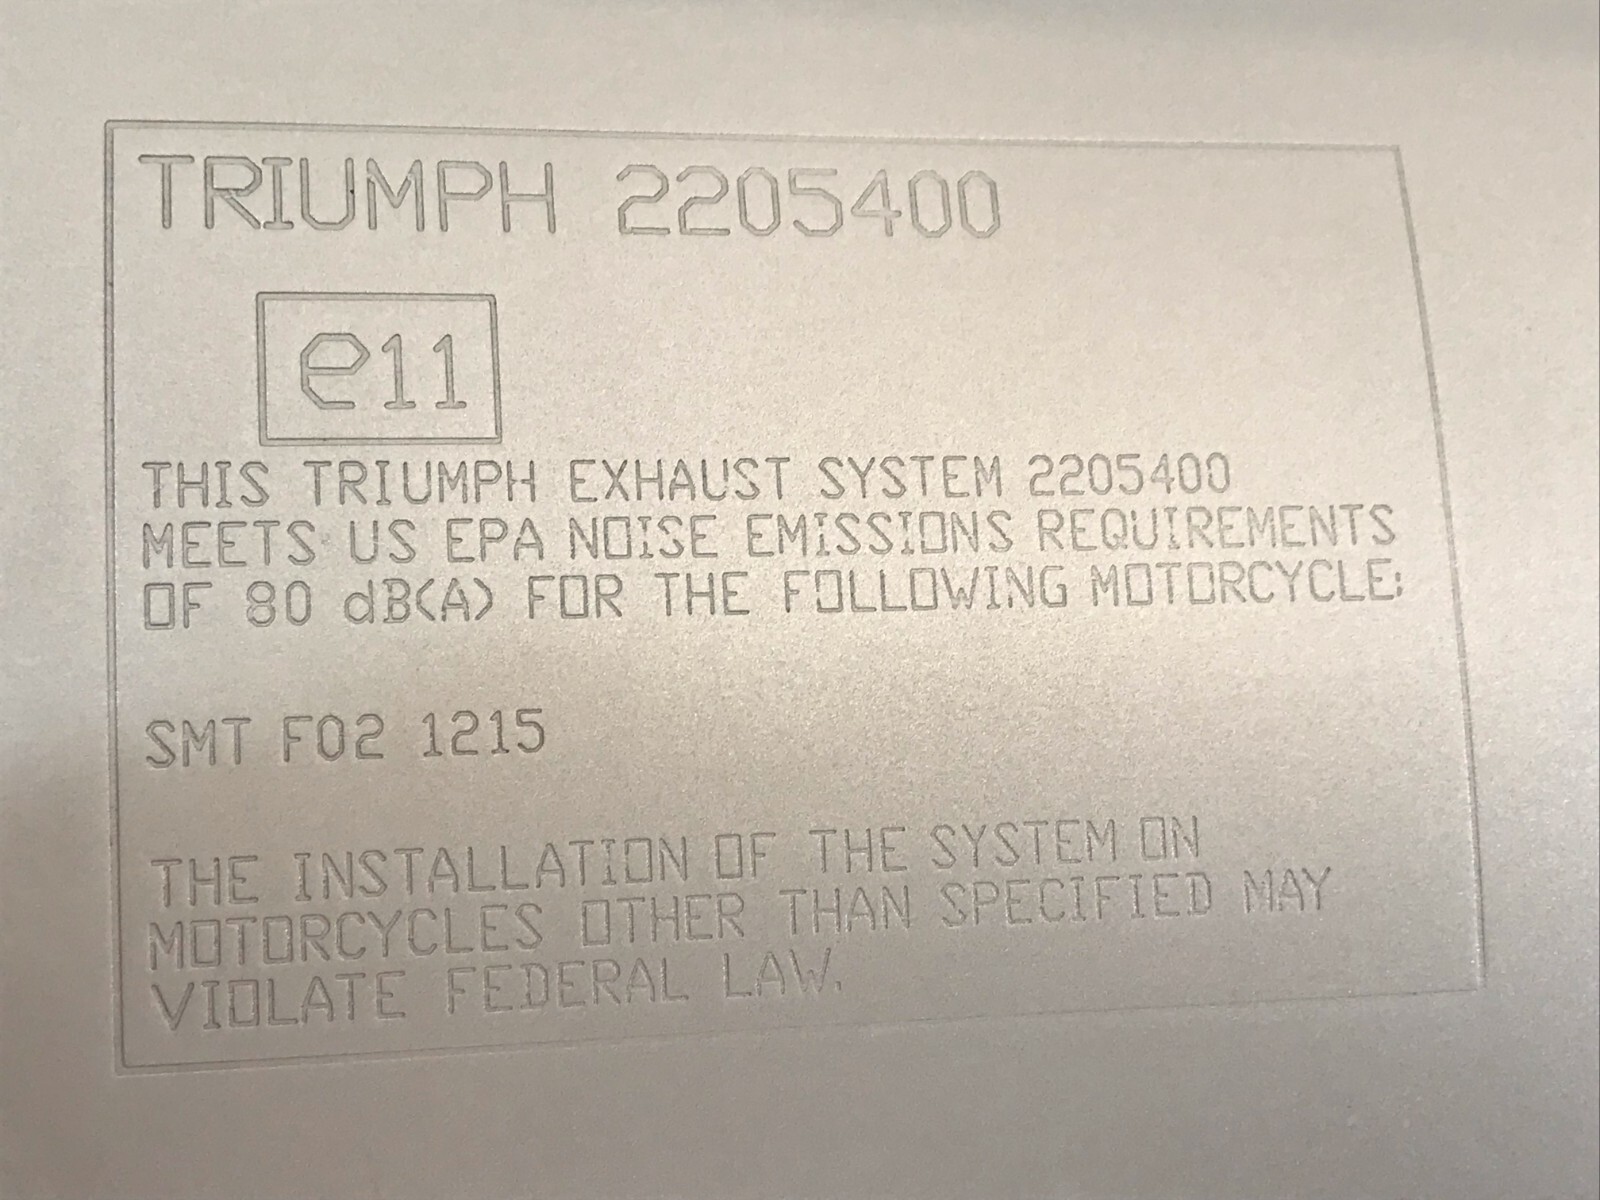 TRIUMPH 2205400
e11
THIS TRIUMPH EXHAUST SYSTEM 2205400
MEETS US EPA NOISE EMISSIONS REQUIREMENTS
OF 80 dB(A) FOR THE FOLLOWING MOTORCYCLE:
SMT F02 1215
THE INSTALLATION OF THE SYSTEM ON
MOTORCYCLES OTHER THAN SPECIFIED MAY
VIOLATE FEDERAL LAW.